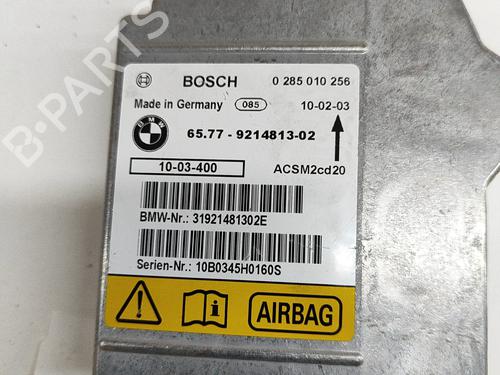 BOSCH 0 285 010 256
Made in Germany 085 10-02-03
BMW 65.77 - 9214813-02
10-03-400 ACSM2cd20
BMW-Nr.: 31921481302E
Serien-Nr.: 10B0345H0160S
AIRBAG
B-PARTS